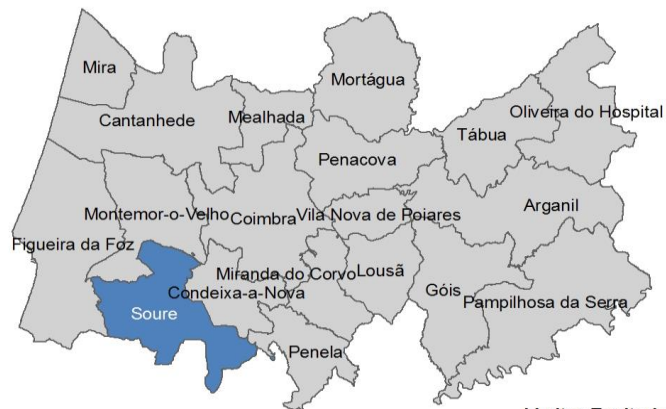 Mira
Mortágua
Cantanhede
Mealhada
Oliveira do Hospital
Tábua
Penacova
Montemor-o-Velho
Coimbra
Vila Nova de Poiares
Arganil
Figueira da Foz
Miranda do Corvo
Lousã
Condeixa-a-Nova
Góis
Pampilhosa da Serra
Soure
Penela